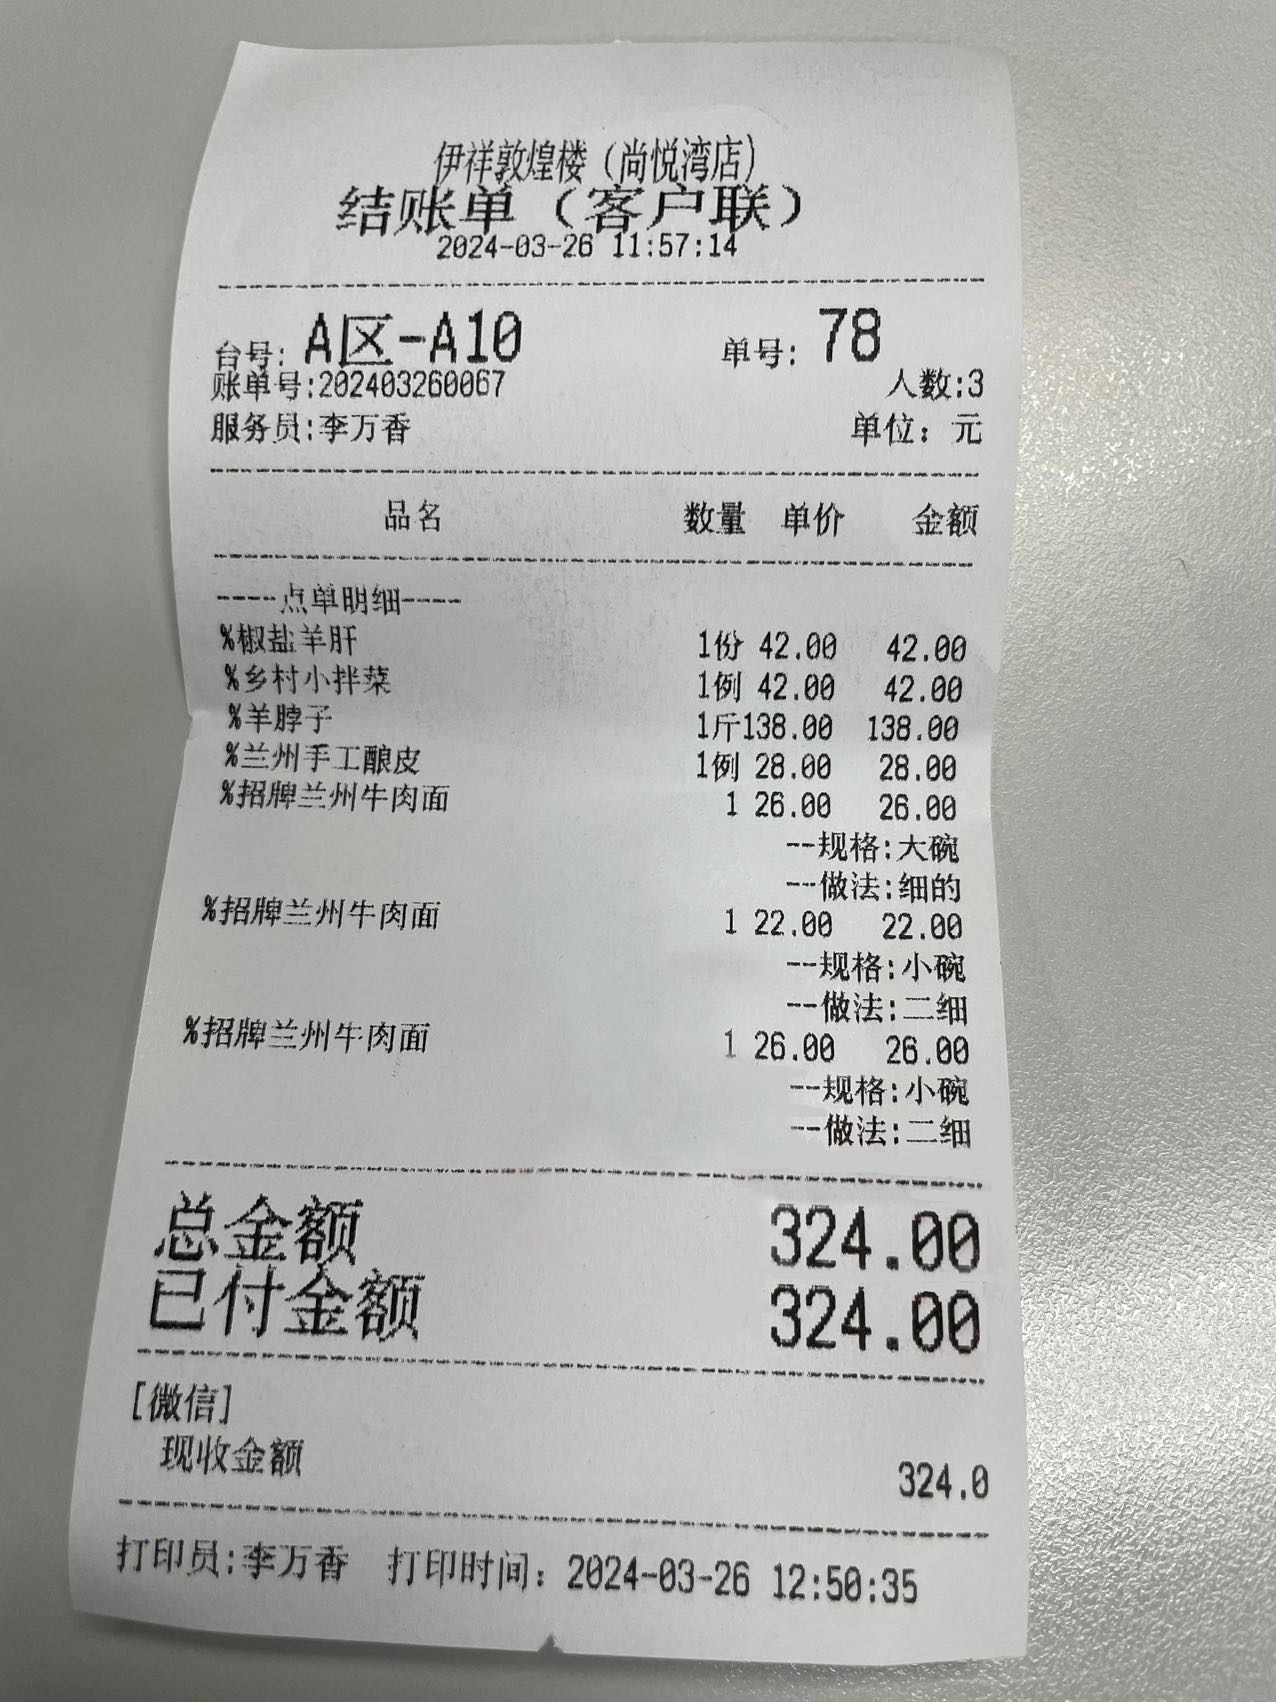 伊祥敦煌楼（尚悦湾店）
结账单（客户联）
2024-03-26 11:57:14
台号: A区-A10 单号: 78
账单号:202403260067 人数:3
服务员:李万香 单位：元
品名 数量 单价 金额
----点单明细----
%椒盐羊肝 1份 42.00 42.00
%乡村小拌菜 1例 42.00 42.00
%羊脖子 1斤138.00 138.00
%兰州手工酿皮 1例 28.00 28.00
%招牌兰州牛肉面 1 26.00 26.00
--规格:大碗
--做法:细的
%招牌兰州牛肉面 1 22.00 22.00
--规格:小碗
--做法:二细
%招牌兰州牛肉面 1 26.00 26.00
--规格:小碗
--做法:二细
总金额 324.00
已付金额 324.00
[微信]
现收金额 324.0
打印员:李万香 打印时间：2024-03-26 12:50:35